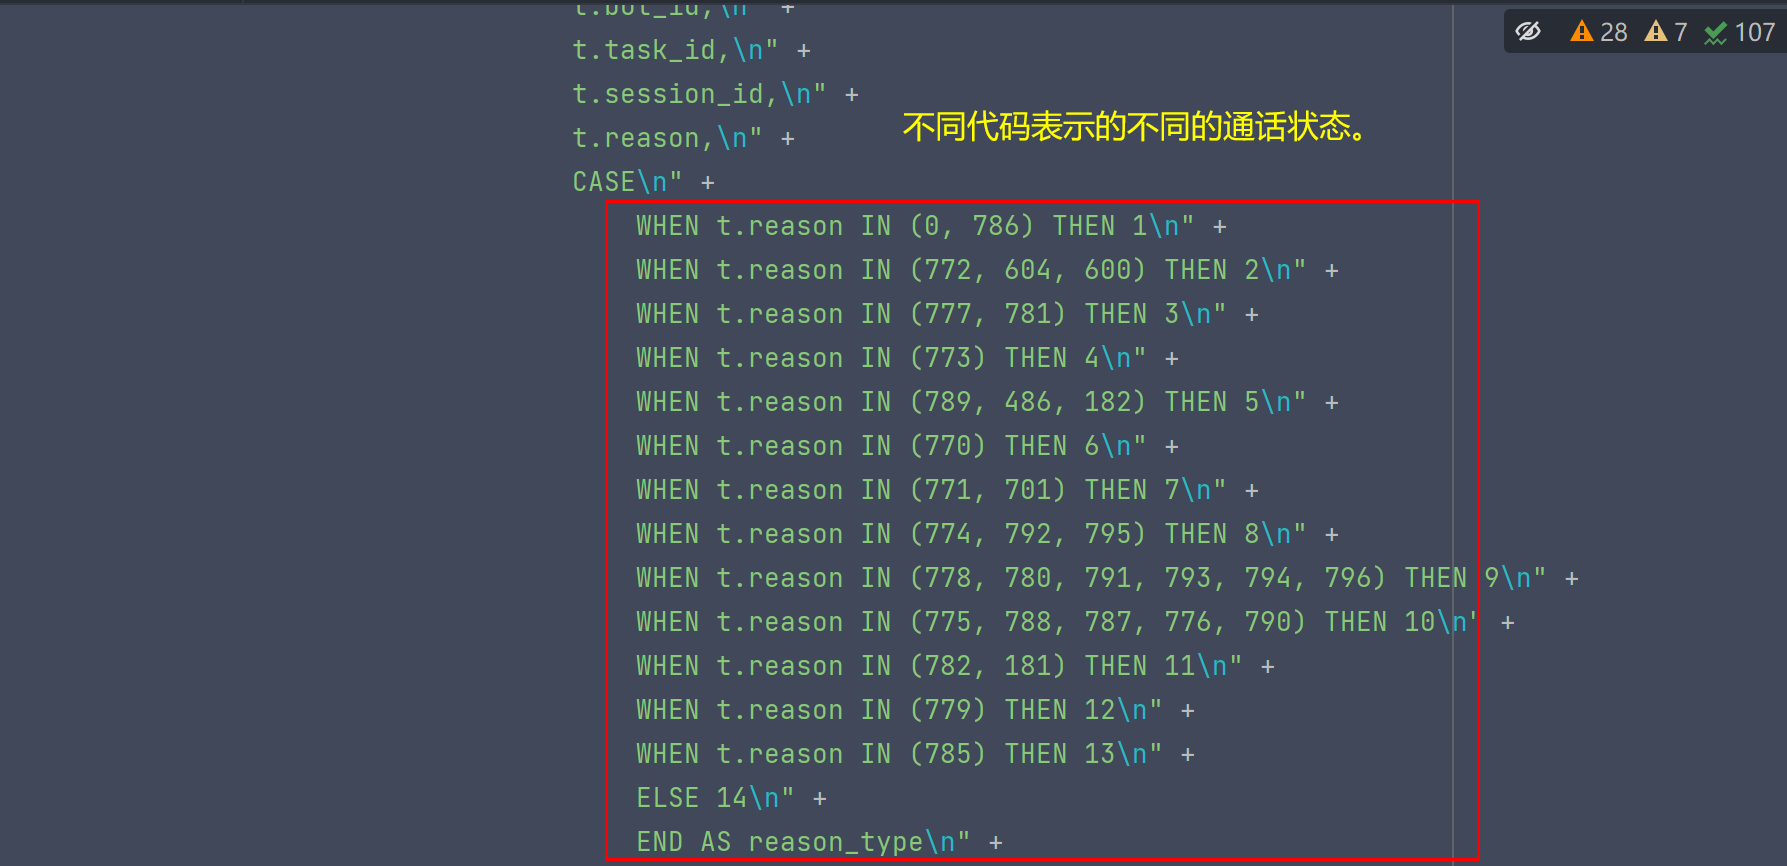 t.bot_id,\n" +
28 7 107
t.task_id,\n" +
t.session_id,\n" +
不同代码表示的不同的通话状态。
t.reason,\n" +
CASE\n" +
WHEN t.reason IN (0, 786) THEN 1\n" +
WHEN t.reason IN (772, 604, 600) THEN 2\n" +
WHEN t.reason IN (777, 781) THEN 3\n" +
WHEN t.reason IN (773) THEN 4\n" +
WHEN t.reason IN (789, 486, 182) THEN 5\n" +
WHEN t.reason IN (770) THEN 6\n" +
WHEN t.reason IN (771, 701) THEN 7\n" +
WHEN t.reason IN (774, 792, 795) THEN 8\n" +
WHEN t.reason IN (778, 780, 791, 793, 794, 796) THEN 9\n" +
WHEN t.reason IN (775, 788, 787, 776, 790) THEN 10\n" +
WHEN t.reason IN (782, 181) THEN 11\n" +
WHEN t.reason IN (779) THEN 12\n" +
WHEN t.reason IN (785) THEN 13\n" +
ELSE 14\n" +
END AS reason_type\n" +